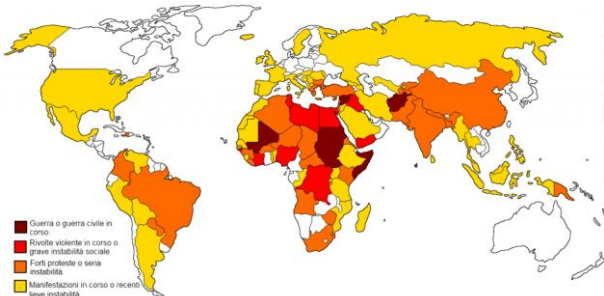 Guerra o guerra civile in
corso.
Rivolte violente in corso o
grave instabilità sociale.
Forti proteste o seria
instabilità.
Manifestazioni in corso o recenti
lieve instabilità